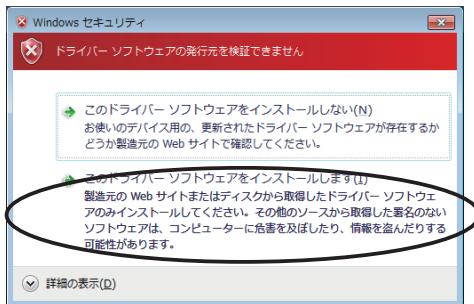 Windows セキュリティ
ドライバー ソフトウェアの発行元を検証できません
このドライバー ソフトウェアをインストールしない(N)
お使いのデバイス用の、更新されたドライバー ソフトウェアが存在するか
どうか製造元の Web サイトで確認してください。
このドライバー ソフトウェアをインストールします(I)
製造元の Web サイトまたはディスクから取得したドライバー ソフトウェ
アのみインストールしてください。その他のソースから取得した署名のない
ソフトウェアは、コンピューターに危害を及ぼしたり、情報を盗んだりする
可能性があります。
詳細の表示(D)